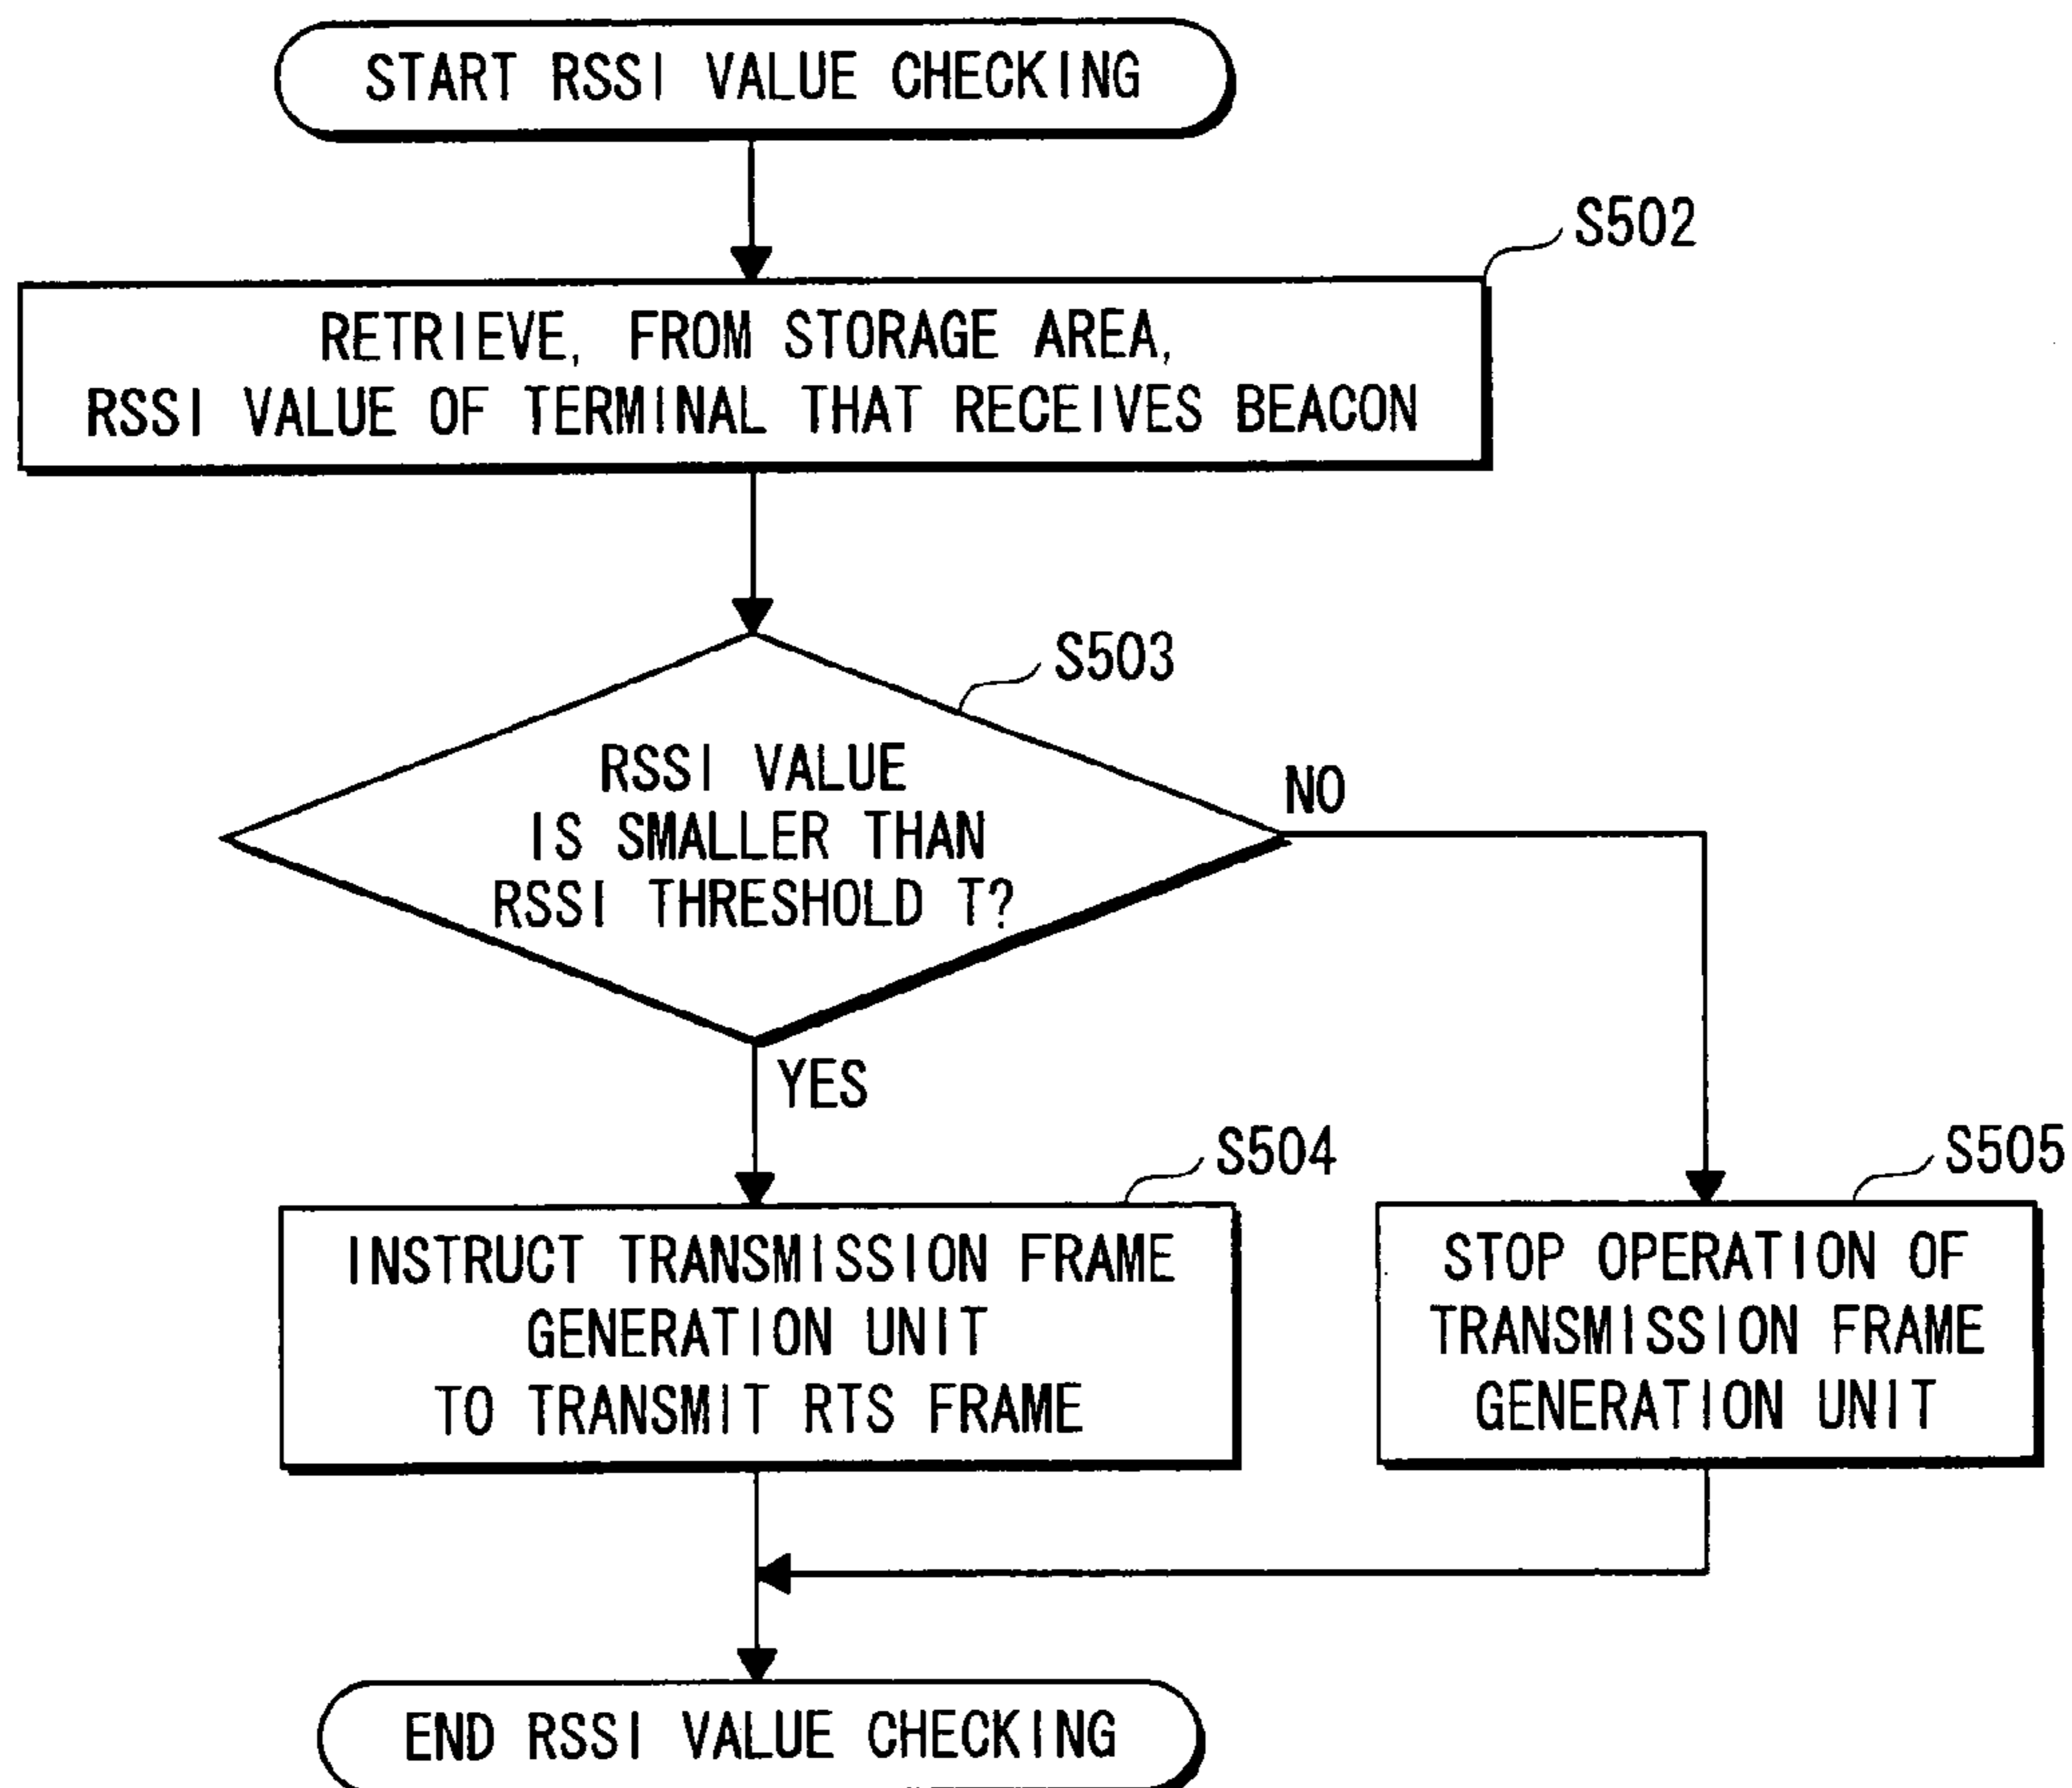 START RSSI VALUE CHECKING
S502
RETRIEVE, FROM STORAGE AREA,
RSSI VALUE OF TERMINAL THAT RECEIVES BEACON
S503
RSSI VALUE
IS SMALLER THAN
RSSI THRESHOLD T?
NO
YES
S504
INSTRUCT TRANSMISSION FRAME
GENERATION UNIT
TO TRANSMIT RTS FRAME
S505
STOP OPERATION OF
TRANSMISSION FRAME
GENERATION UNIT
END RSSI VALUE CHECKING